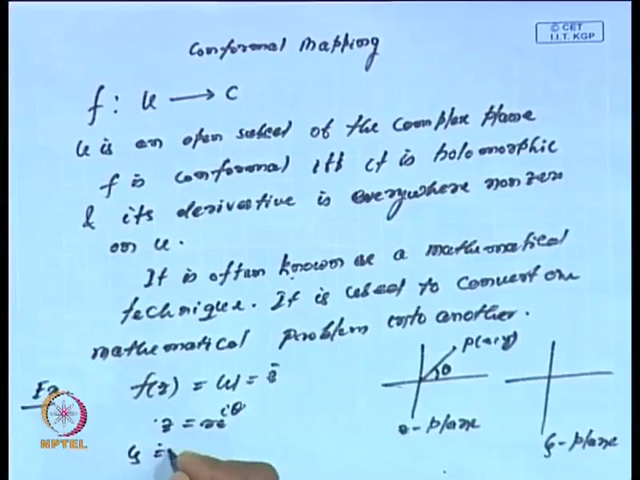 Conformal Mapping
© CET
I.I.T. KGP
f : U → C
U is an open subset of the complex plane
f is conformal iff it is holomorphic
& its derivative is everywhere nonzero
on U.
It is often known as a mathematical
technique. It is used to convert one
mathematical problem into another.
Ex
f(z) = W = z̄
z = re^{iθ}
ζ =
P(x,y)
θ
z-plane
ζ-plane
NPTEL